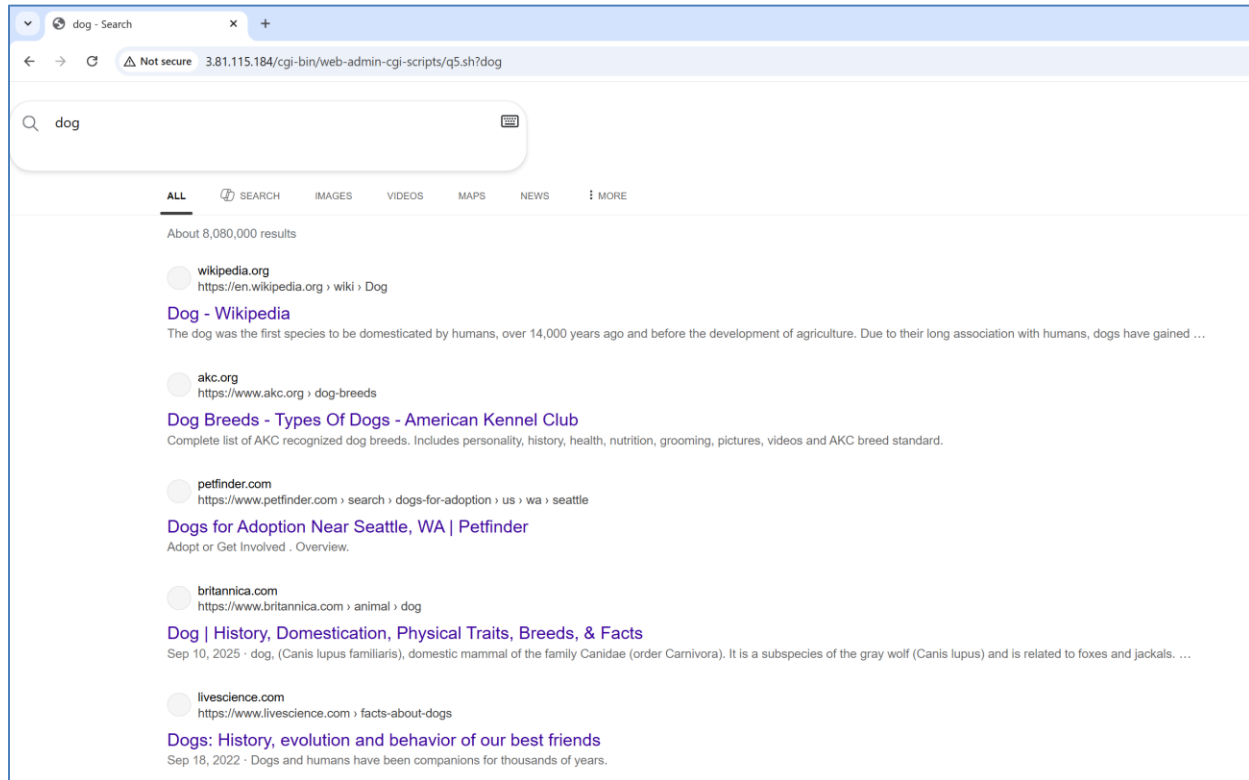 dog - Search
Not secure 3.81.115.184/cgi-bin/web-admin-cgi-scripts/q5.sh?dog
dog
ALL SEARCH IMAGES VIDEOS MAPS NEWS MORE
About 8,080,000 results
wikipedia.org
https://en.wikipedia.org › wiki › Dog
Dog - Wikipedia
The dog was the first species to be domesticated by humans, over 14,000 years ago and before the development of agriculture. Due to their long association with humans, dogs have gained …
akc.org
https://www.akc.org › dog-breeds
Dog Breeds - Types Of Dogs - American Kennel Club
Complete list of AKC recognized dog breeds. Includes personality, history, health, nutrition, grooming, pictures, videos and AKC breed standard.
petfinder.com
https://www.petfinder.com › search › dogs-for-adoption › us › wa › seattle
Dogs for Adoption Near Seattle, WA | Petfinder
Adopt or Get Involved . Overview.
britannica.com
https://www.britannica.com › animal › dog
Dog | History, Domestication, Physical Traits, Breeds, & Facts
Sep 10, 2025 · dog, (Canis lupus familiaris), domestic mammal of the family Canidae (order Carnivora). It is a subspecies of the gray wolf (Canis lupus) and is related to foxes and jackals. …
livescience.com
https://www.livescience.com › facts-about-dogs
Dogs: History, evolution and behavior of our best friends
Sep 18, 2022 · Dogs and humans have been companions for thousands of years.